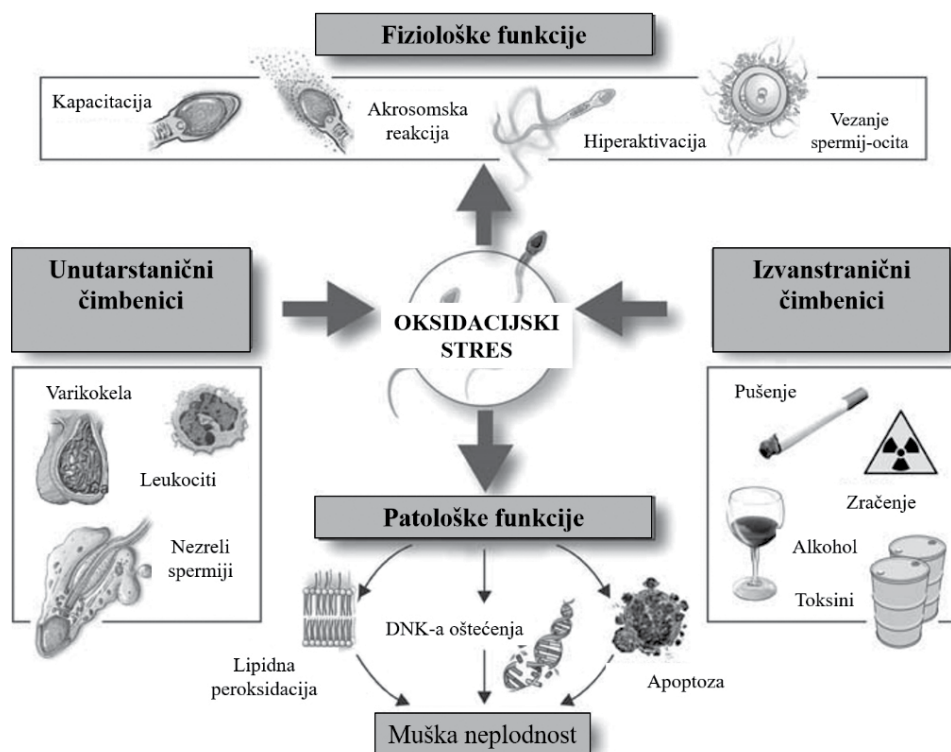 Fiziološke funkcije
Kapacitacija
Akrosomska
reakcija
Hiperaktivacija
Vezanje
spermij-ocita
Unutarstanični
čimbenici
OKSIDACIJSKI
STRES
Izvanstranični
čimbenici
Varikokela
Leukociti
Nezreli
spermiji
Pušenje
Zračenje
Alkohol
Toksini
Patološke funkcije
Lipidna
peroksidacija
DNK-a oštećenja
Apoptoza
Muška neplodnost